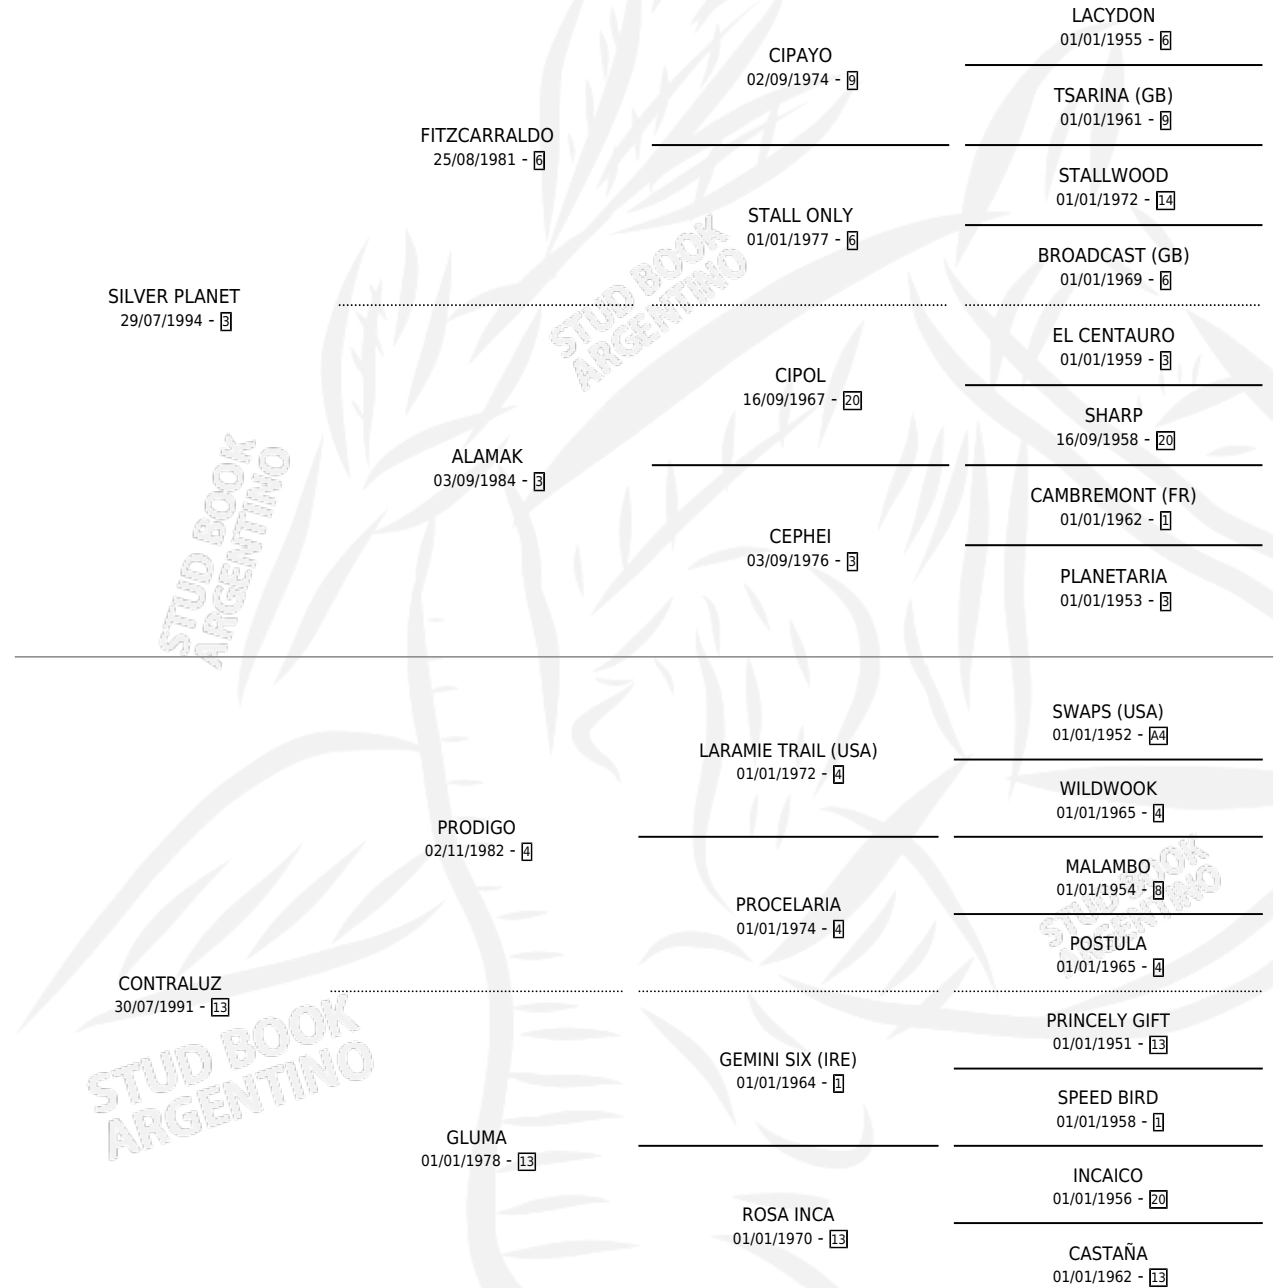 LACYDON
01/01/1955 - 6
CIPAYO
02/09/1974 - 9
TSARINA (GB)
01/01/1961 - 9
FITZCARRALDO
25/08/1981 - 6
STALLWOOD
01/01/1972 - 14
STALL ONLY
01/01/1977 - 6
BROADCAST (GB)
01/01/1969 - 6
SILVER PLANET
29/07/1994 - 3
EL CENTAURO
01/01/1959 - 3
CIPOL
16/09/1967 - 20
SHARP
16/09/1958 - 20
ALAMAK
03/09/1984 - 3
CAMBREMONT (FR)
01/01/1962 - 1
CEPHEI
03/09/1976 - 3
PLANETARIA
01/01/1953 - 3
STUD BOOK
ARGENTINO
STUD BOOK
ARGENTINO
SWAPS (USA)
01/01/1952 - A4
LARAMIE TRAIL (USA)
01/01/1972 - 4
WILDWOOK
01/01/1965 - 4
PRODIGO
02/11/1982 - 4
MALAMBO
01/01/1954 - 8
PROCELARIA
01/01/1974 - 4
POSTULA
01/01/1965 - 4
STUD BOOK
ARGENTINO
CONTRALUZ
30/07/1991 - 13
PRINCELY GIFT
01/01/1951 - 13
GEMINI SIX (IRE)
01/01/1964 - 1
SPEED BIRD
01/01/1958 - 1
STUD BOOK
ARGENTINO
GLUMA
01/01/1978 - 13
INCAICO
01/01/1956 - 20
ROSA INCA
01/01/1970 - 13
CASTAÑA
01/01/1962 - 13